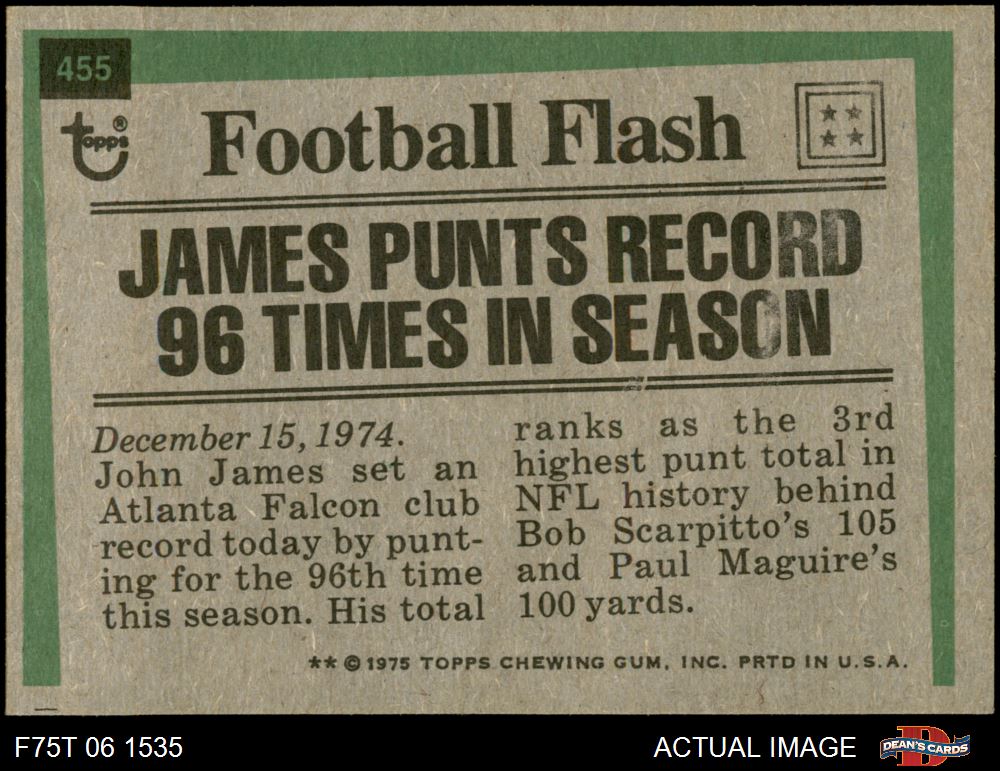 455
topps®
Football Flash
JAMES PUNTS RECORD
96 TIMES IN SEASON
December 15, 1974.
John James set an
Atlanta Falcon club
record today by punt-
ing for the 96th time
this season. His total
ranks as the 3rd
highest punt total in
NFL history behind
Bob Scarpitto's 105
and Paul Maguire's
100 yards.
** © 1975 TOPPS CHEWING GUM, INC. PRTD IN U.S.A.
F75T 06 1535
ACTUAL IMAGE
DEAN'S CARDS